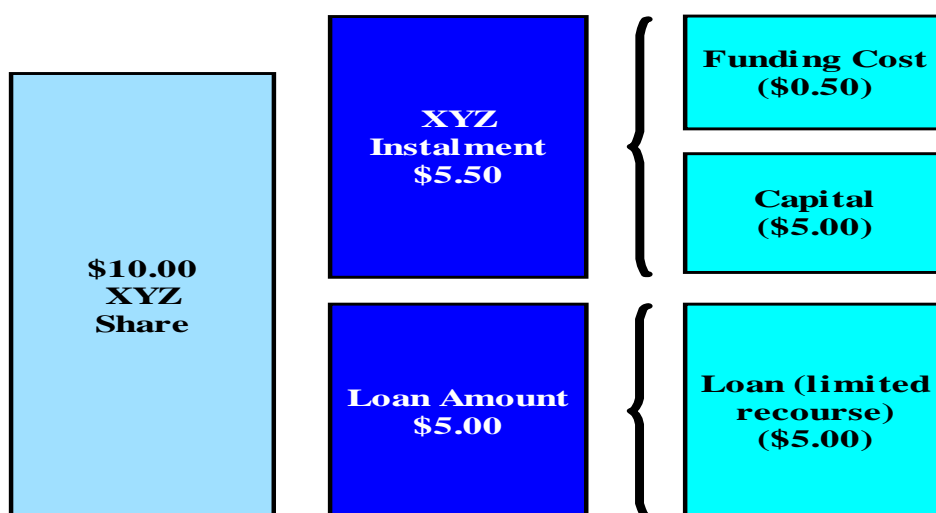 $10.00
XYZ
Share
XYZ
Instalment
$5.50
Loan Amount
$5.00
Funding Cost
($0.50)
Capital
($5.00)
Loan (limited
recourse)
($5.00)